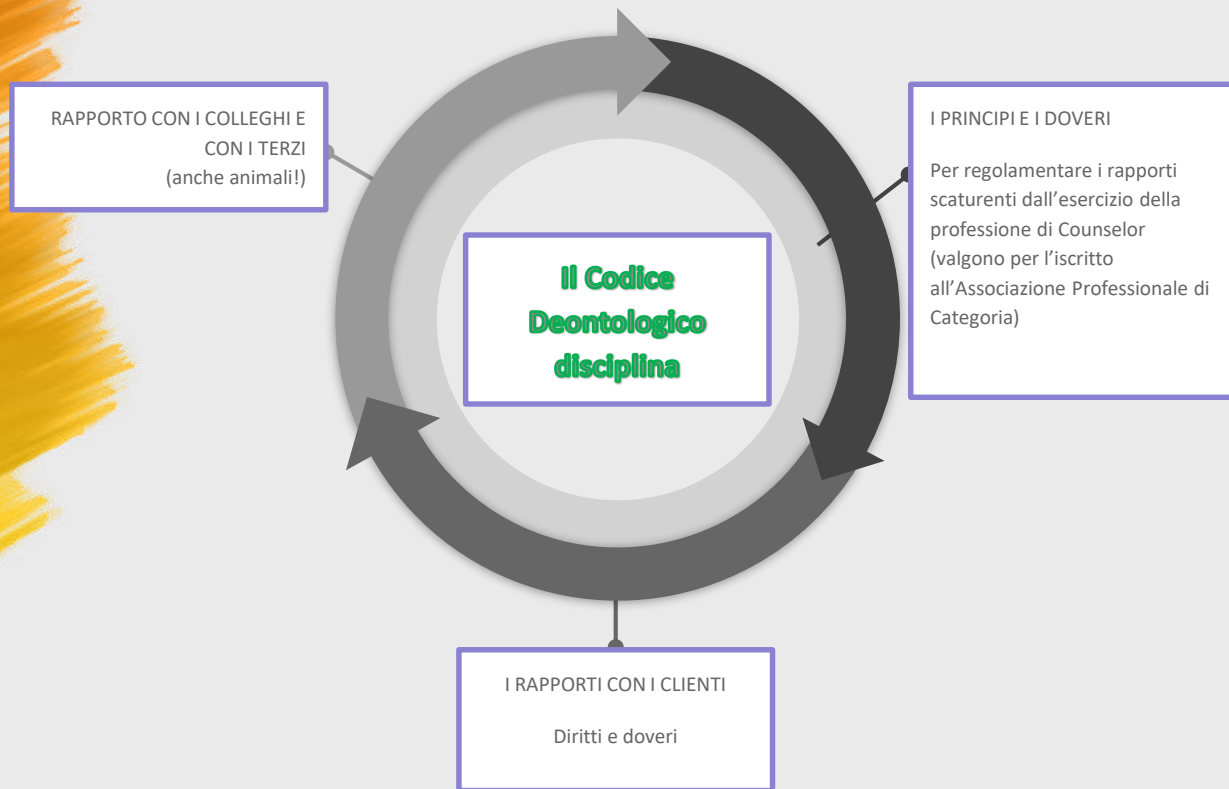 RAPPORTO CON I COLLEGHI E
CON I TERZI
(anche animali!)
I PRINCIPI E I DOVERI
Per regolamentare i rapporti
scaturenti dall'esercizio della
professione di Counselor
(valgono per l'iscritto
all'Associazione Professionale di
Categoria)
Il Codice
Deontologico
disciplina
I RAPPORTI CON I CLIENTI
Diritti e doveri